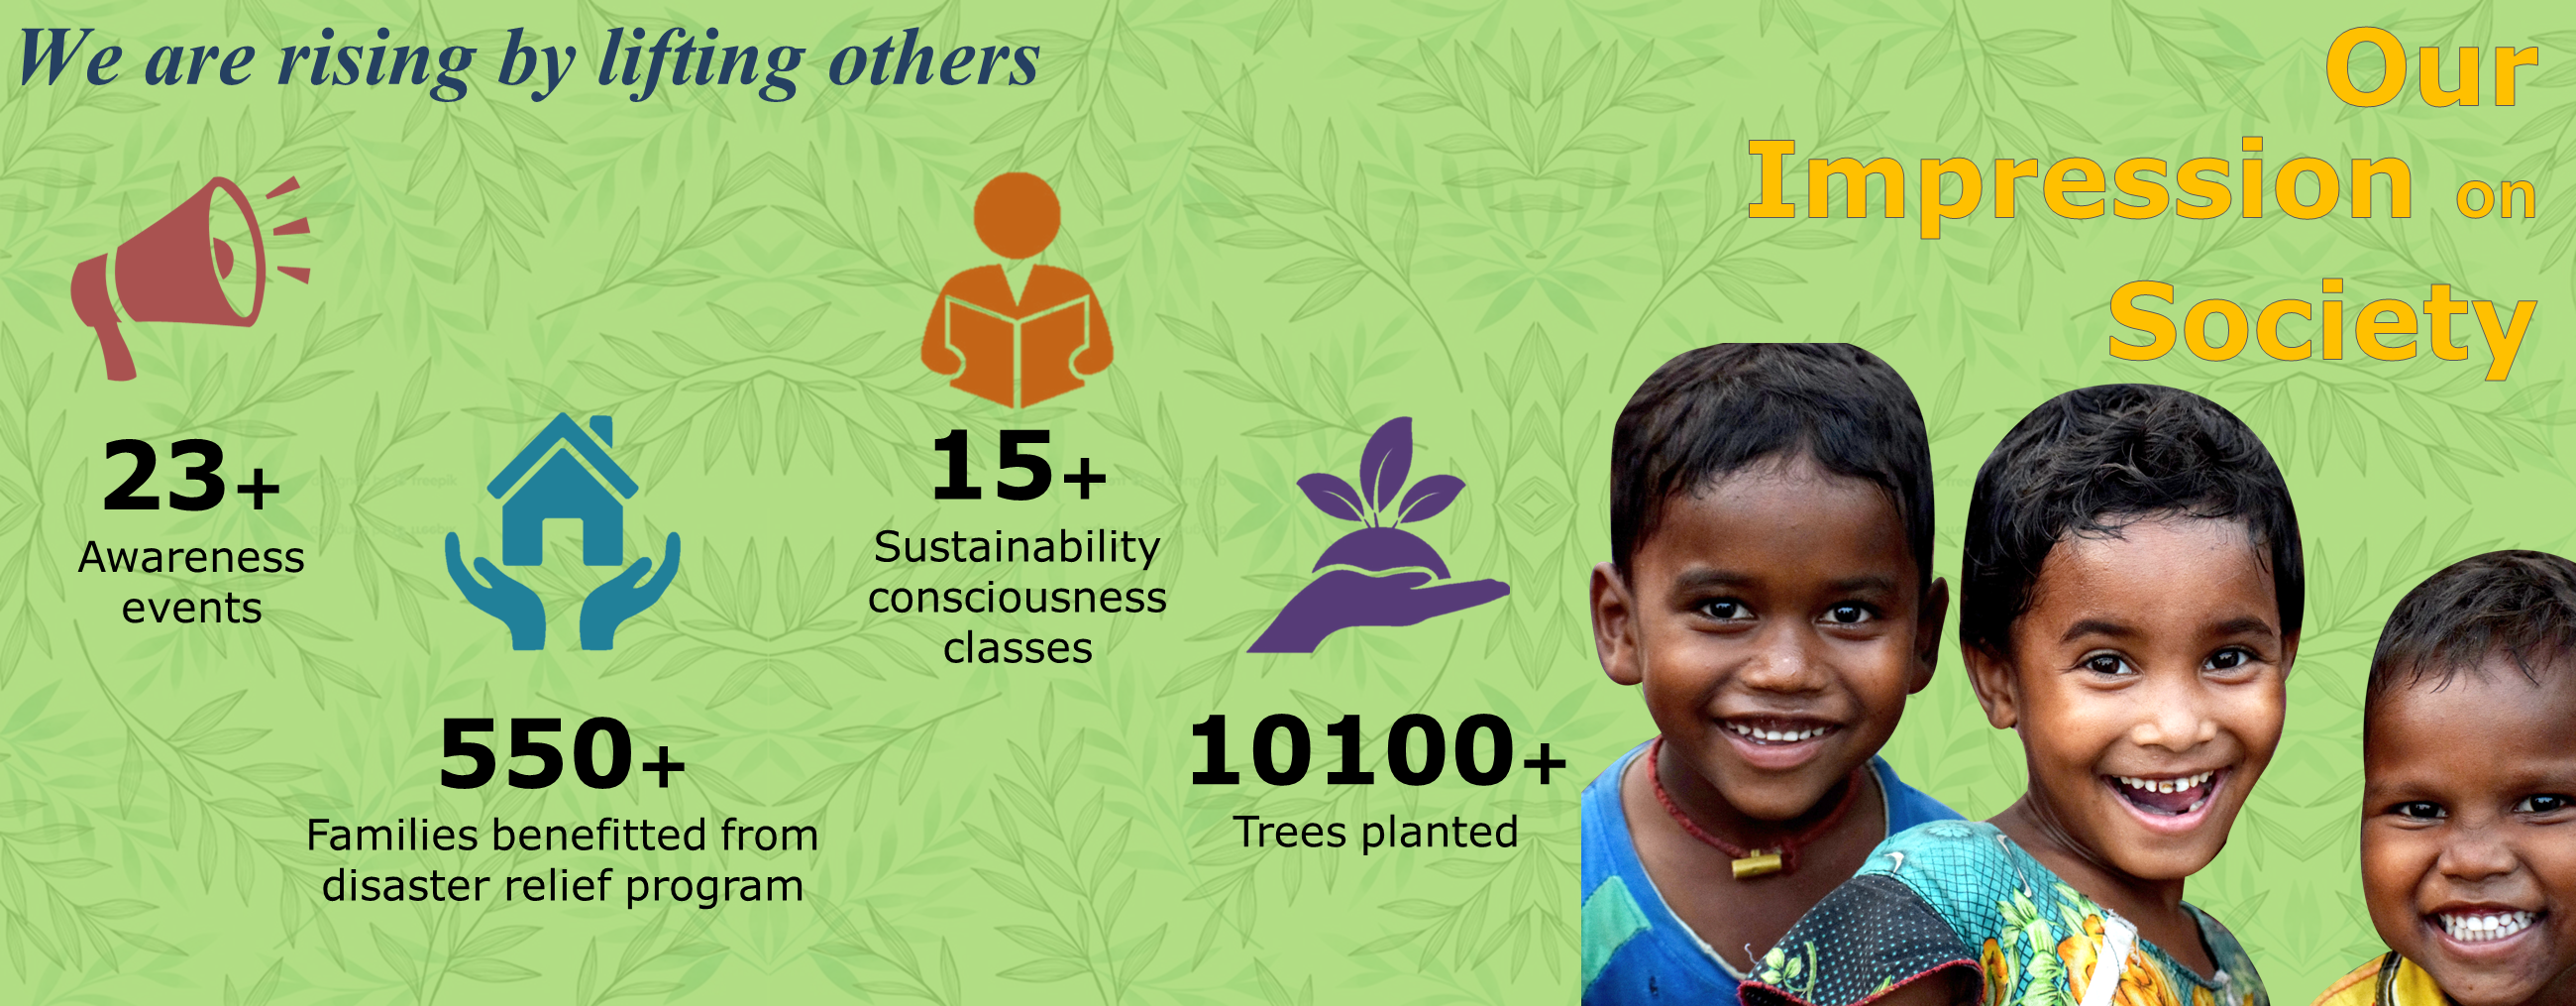 We are rising by lifting others
Our
Impression on
Society
23+
Awareness
events
550+
Families benefitted from
disaster relief program
15+
Sustainability
consciousness
classes
10100+
Trees planted